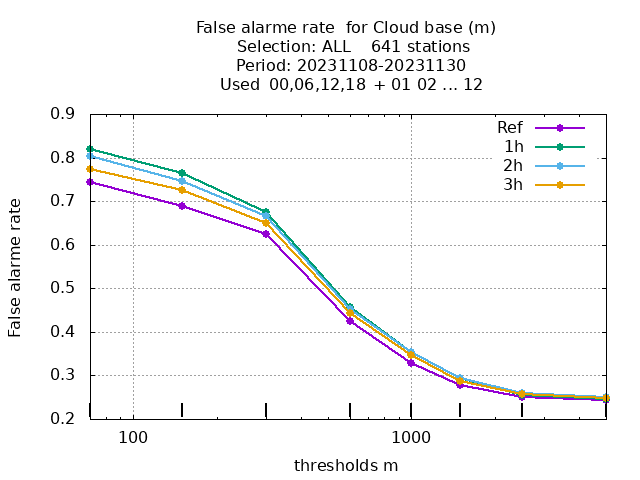 False alarme rate  for Cloud base (m)
Selection: ALL    641 stations
Period: 20231108-20231130
Used  00,06,12,18  + 01 02 ... 12
False alarme rate
0.9
0.8
0.7
0.6
0.5
0.4
0.3
0.2
Ref
1h
2h
3h
100
1000
thresholds m